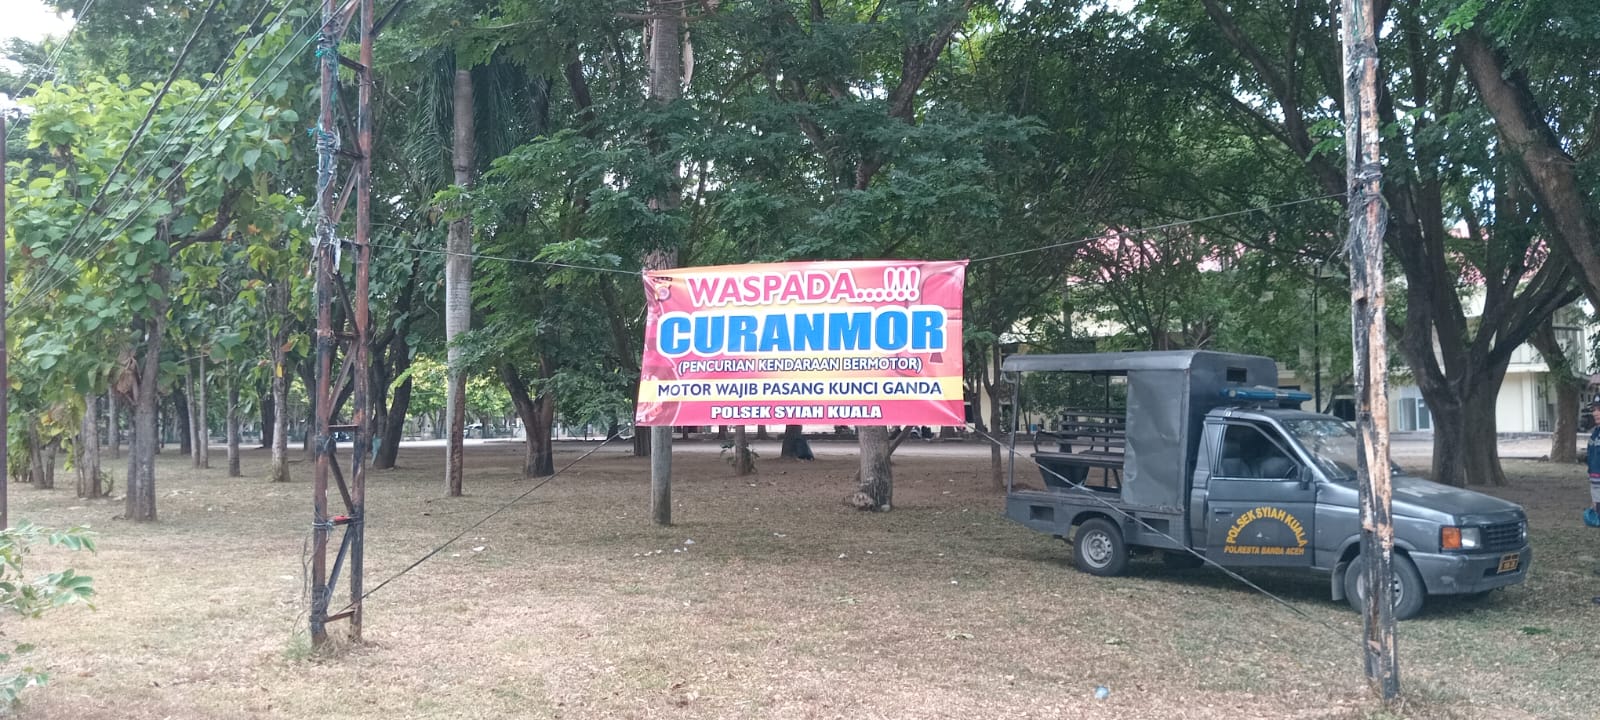 WASPADA....!!!
CURANMOR
(PENCURIAN KENDARAAN BERMOTOR)
MOTOR WAJIB PASANG KUNCI GANDA
POLSEK SYIAH KUALA
POLSEK SYIAH KUALA
POLRESTA BANDA ACEH